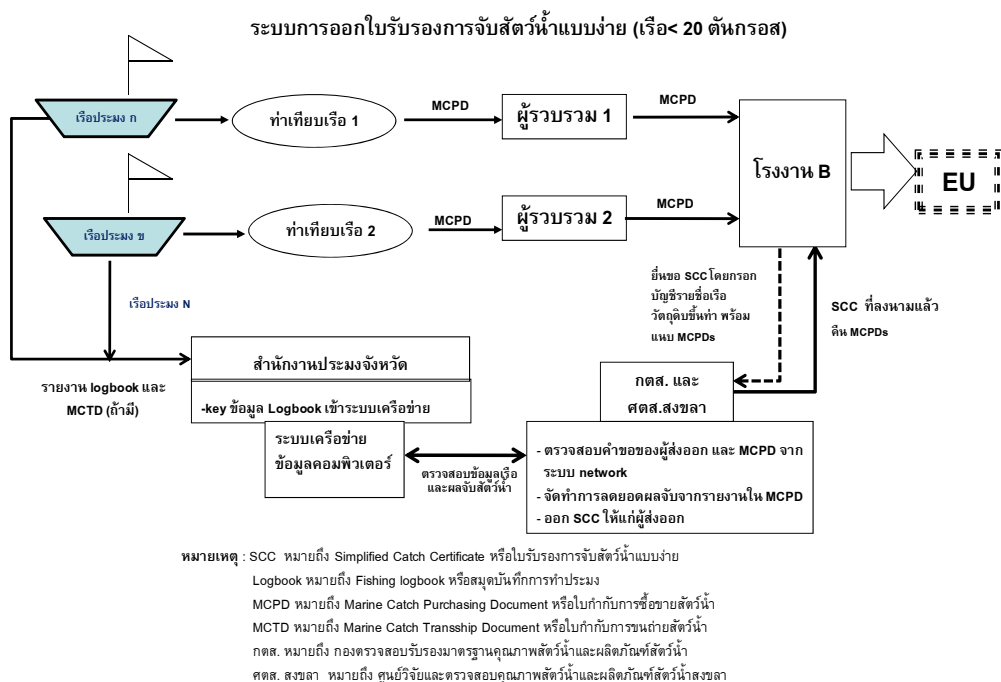 ระบบการออกใบรับรองการจับสัตว์น้ำแบบง่าย (เรือ< 20 ตันกรอส)
เรือประมง ก
ท่าเทียบเรือ 1
MCPD
ผู้รวบรวม 1
MCPD
โรงงาน B
EU
เรือประมง ข
ท่าเทียบเรือ 2
MCPD
ผู้รวบรวม 2
MCPD
เรือประมง N
ยื่นขอ SCC โดยกรอก
บัญชีรายชื่อเรือ
วัตถุดิบขึ้นท่า พร้อม
แนบ MCPDs
SCC ที่ลงนามแล้ว
คืน MCPDs
รายงาน logbook และ
MCTD (ถ้ามี)
สำนักงานประมงจังหวัด
-key ข้อมูล Logbook เข้าระบบเครือข่าย
ระบบเครือข่าย
ข้อมูลคอมพิวเตอร์
ตรวจสอบข้อมูลเรือ
และผลจับสัตว์น้ำ
กตส. และ
ศตส.สงขลา
- ตรวจสอบคำขอของผู้ส่งออก และ MCPD จาก
ระบบ network
- จัดทำการลดยอดผลจับจากรายงานใน MCPD
- ออก SCC ให้แก่ผู้ส่งออก
หมายเหตุ : SCC หมายถึง Simplified Catch Certificate หรือใบรับรองการจับสัตว์น้ำแบบง่าย
Logbook หมายถึง Fishing logbook หรือสมุดบันทึกการทำประมง
MCPD หมายถึง Marine Catch Purchasing Document หรือใบกำกับการซื้อขายสัตว์น้ำ
MCTD หมายถึง Marine Catch Transship Document หรือใบกำกับการขนถ่ายสัตว์น้ำ
กตส. หมายถึง กองตรวจสอบรับรองมาตรฐานคุณภาพสัตว์น้ำและผลิตภัณฑ์สัตว์น้ำ
ศตส. สงขลา หมายถึง ศูนย์วิจัยและตรวจสอบคุณภาพสัตว์น้ำและผลิตภัณฑ์สัตว์น้ำสงขลา